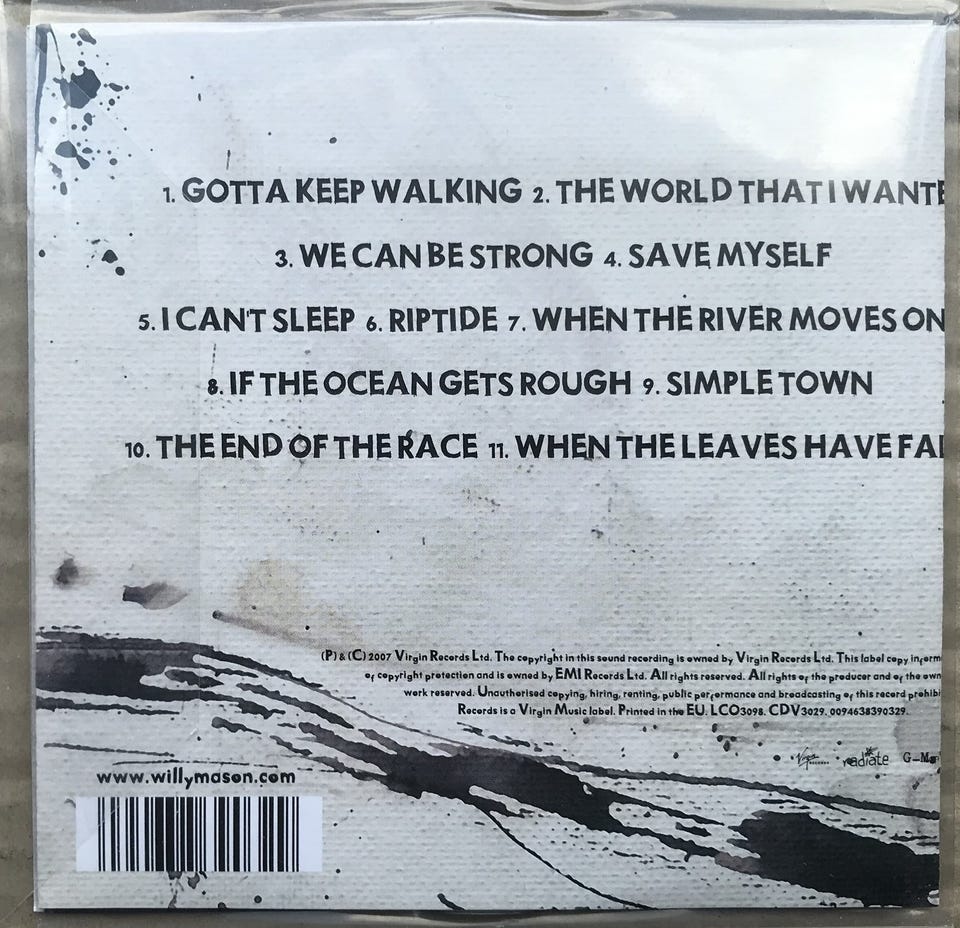 1. GOTTA KEEP WALKING 2. THE WORLD THAT I WANTE
3. WE CAN BE STRONG 4. SAVE MYSELF
5. I CAN'T SLEEP 6. RIPTIDE 7. WHEN THE RIVER MOVES ON
8. IF THE OCEAN GETS ROUGH 9. SIMPLE TOWN
10. THE END OF THE RACE 11. WHEN THE LEAVES HAVE FAL
(P) & (C) 2007 Virgin Records Ltd. The copyright in this sound recording is owned by Virgin Records Ltd. This label copy inform
of copyright protection and is owned by EMI Records Ltd. All rights reserved. All rights of the producer and of the own
work reserved. Unauthorised copying, hiring, renting, public performance and broadcasting of this record prohibi
Records is a Virgin Music label. Printed in the EU. LC03098. CDV3029. 0094638390329.
Virgin radiate G-Ma
www.willymason.com